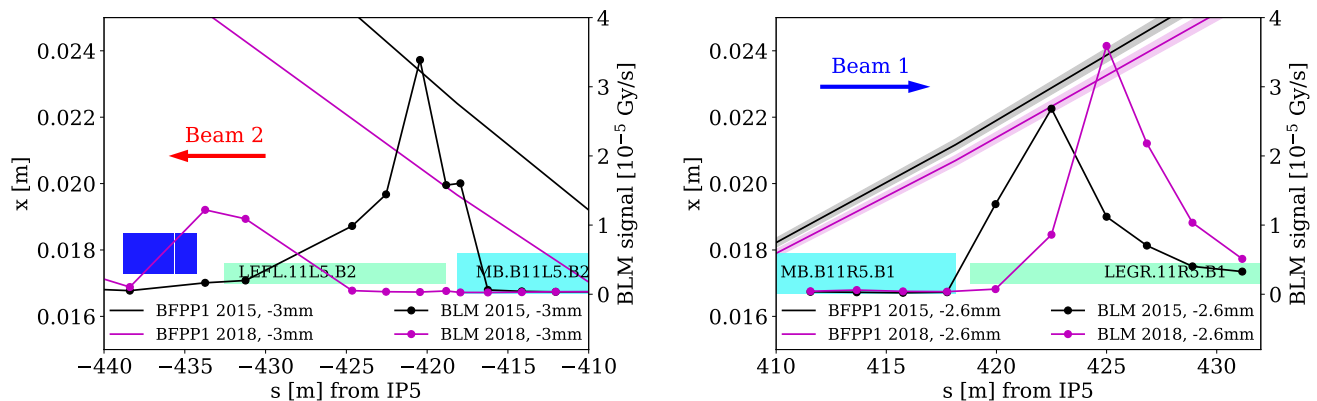 0.024
0.022
0.020
0.018
0.016
x [m]
Beam 2
LEFL.11L5.B2
MB.B11L5.B2
BFPP1 2015, -3mm
BLM 2015, -3mm
BFPP1 2018, -3mm
BLM 2018, -3mm
−440 −435 −430 −425 −420 −415 −410
s [m] from IP5
4
3
2
1
0
BLM signal [10⁻⁵ Gy/s]
0.024
0.022
0.020
0.018
0.016
x [m]
Beam 1
MB.B11R5.B1
LEGR.11R5.B1
BFPP1 2015, -2.6mm
BLM 2015, -2.6mm
BFPP1 2018, -2.6mm
BLM 2018, -2.6mm
410 415 420 425 430
s [m] from IP5
4
3
2
1
0
BLM signal [10⁻⁵ Gy/s]